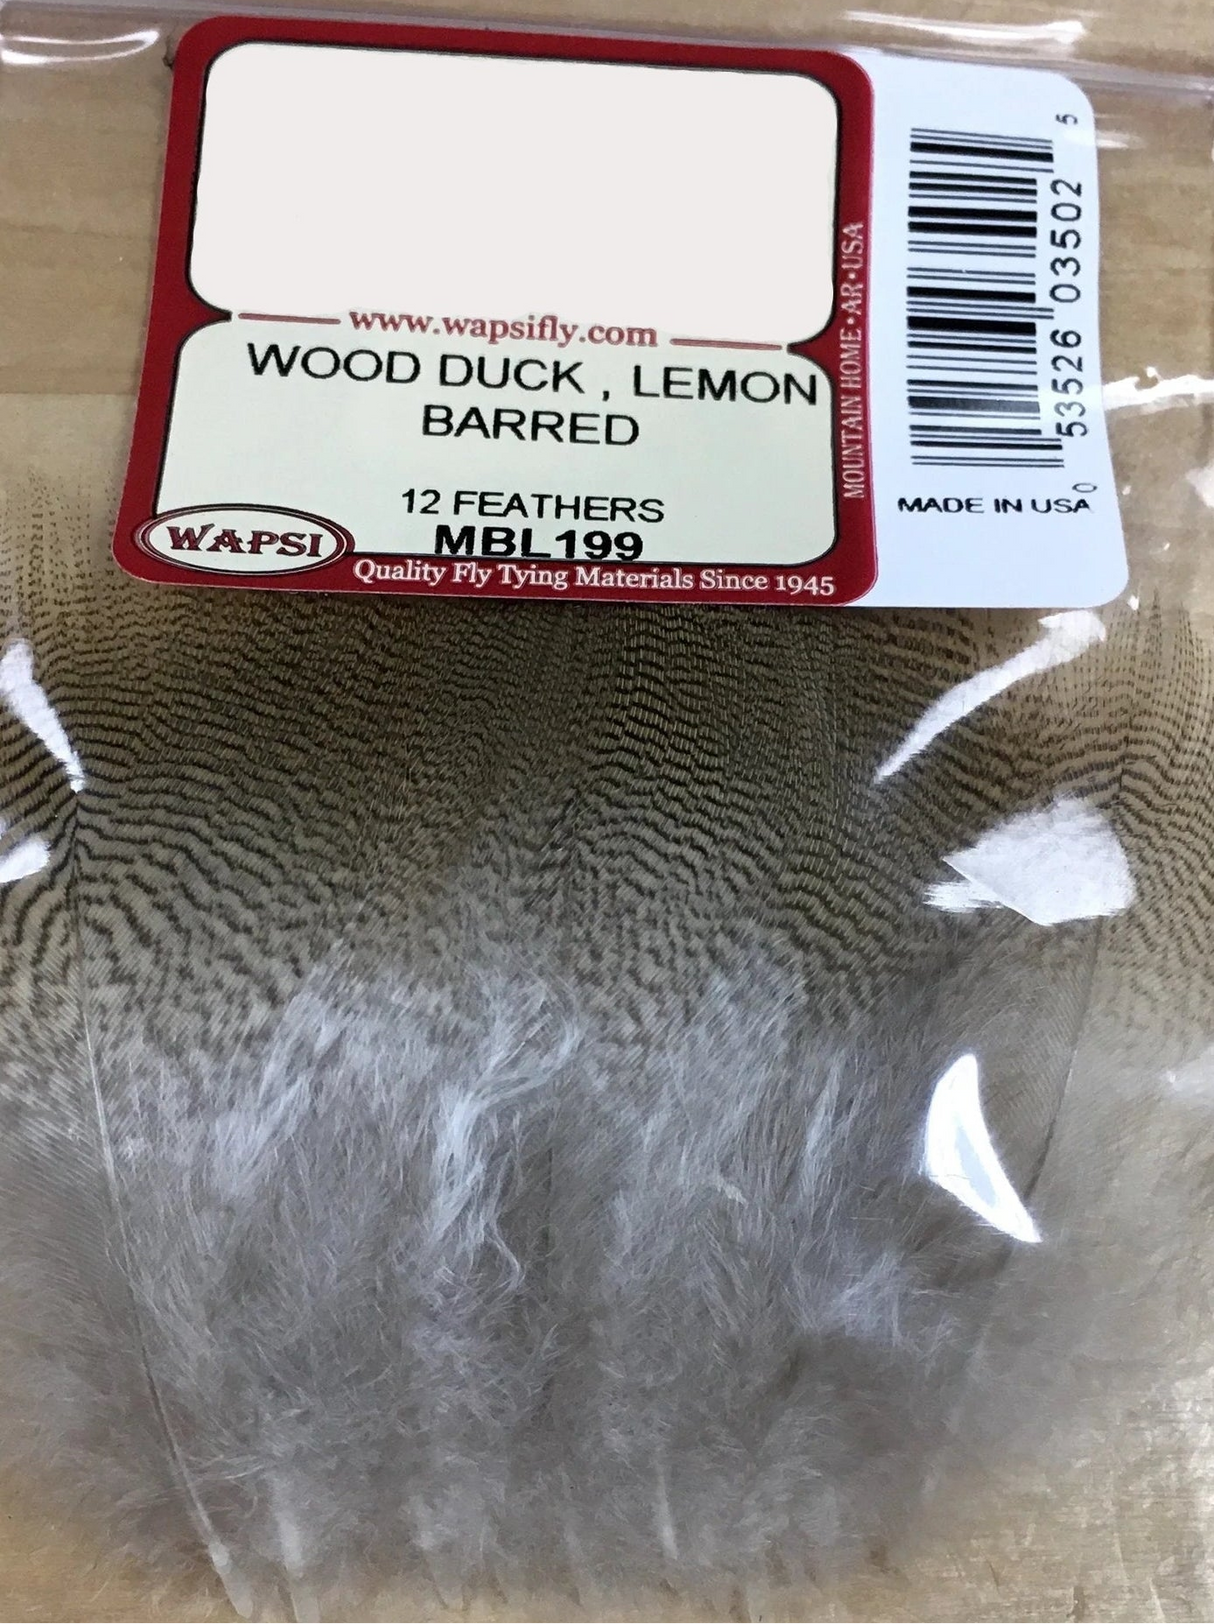 www.wapsifly.com
WOOD DUCK , LEMON
BARRED
12 FEATHERS
MBL199
WAPSI
Quality Fly Tying Materials Since 1945
MOUNTAIN HOME•AR•USA
0 53526 03502 5
MADE IN USA